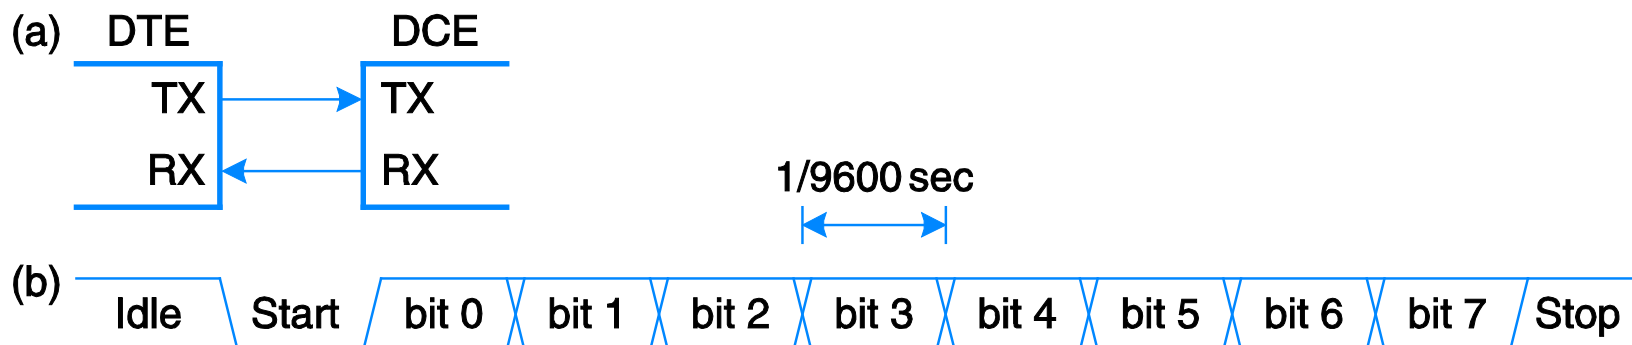 (a) DTE DCE
TX TX
RX RX
1/9600 sec
(b) Idle Start bit 0 bit 1 bit 2 bit 3 bit 4 bit 5 bit 6 bit 7 Stop